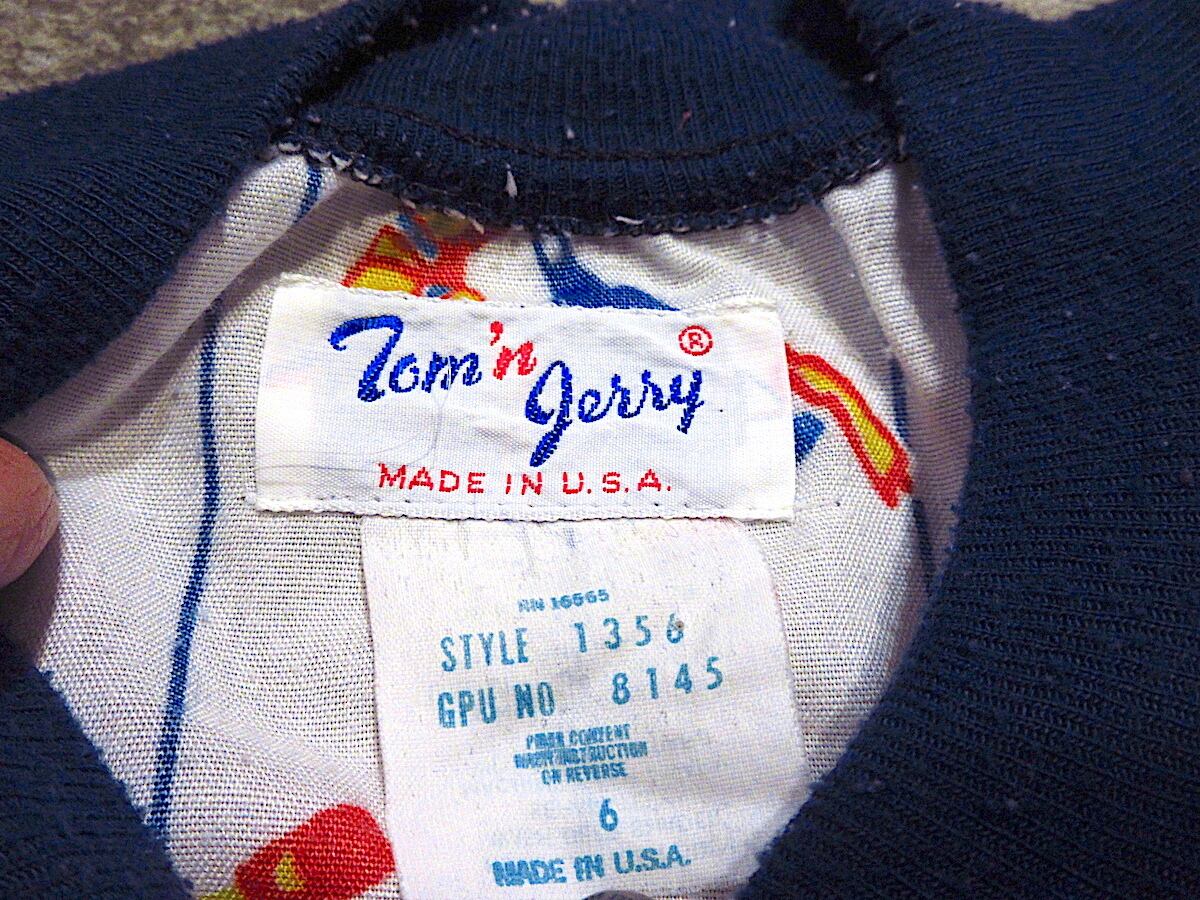 Tom 'n Jerry ®
MADE IN U.S.A.
RN 16665
STYLE 1356
GPU NO 8145
FIBER CONTENT
WASH INSTRUCTION
ON REVERSE
6
MADE IN U.S.A.